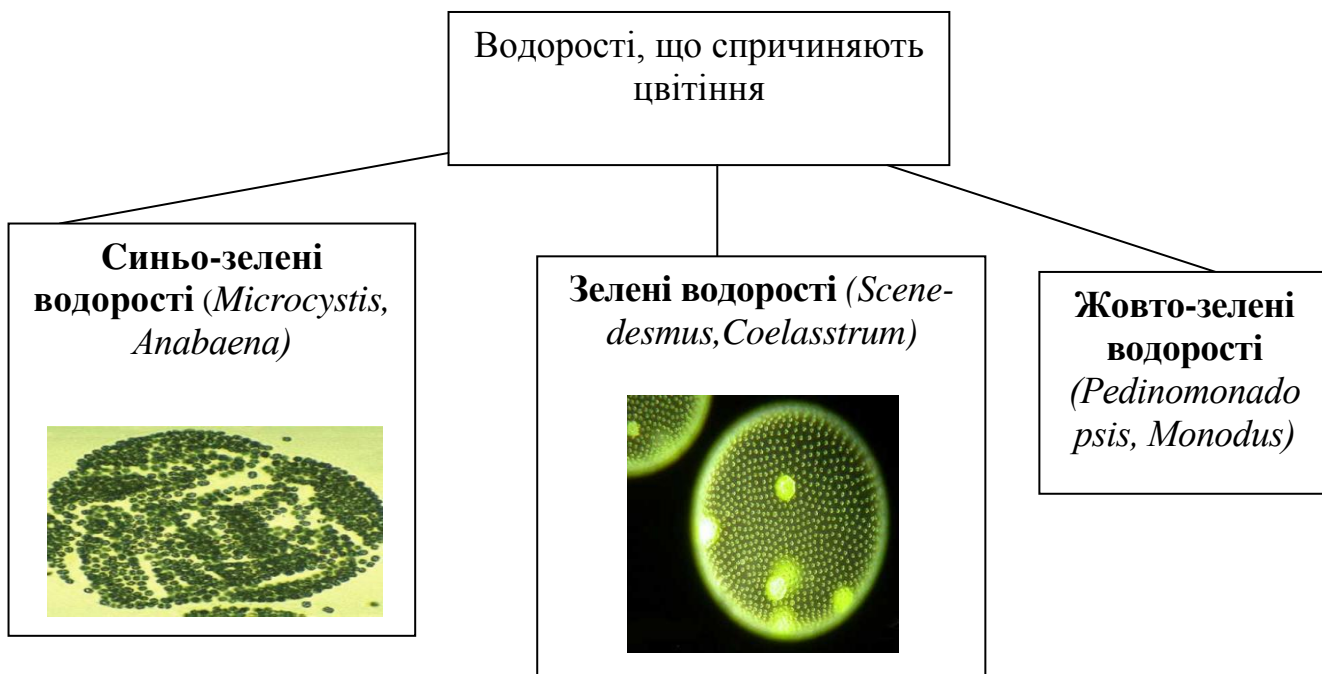 Водорості, що спричиняють
цвітіння
Синьо-зелені
водорості (Microcystis,
Anabaena)
Зелені водорості (Scene-
desmus,Coelasstrum)
Жовто-зелені
водорості
(Pedinomonado
psis, Monodus)